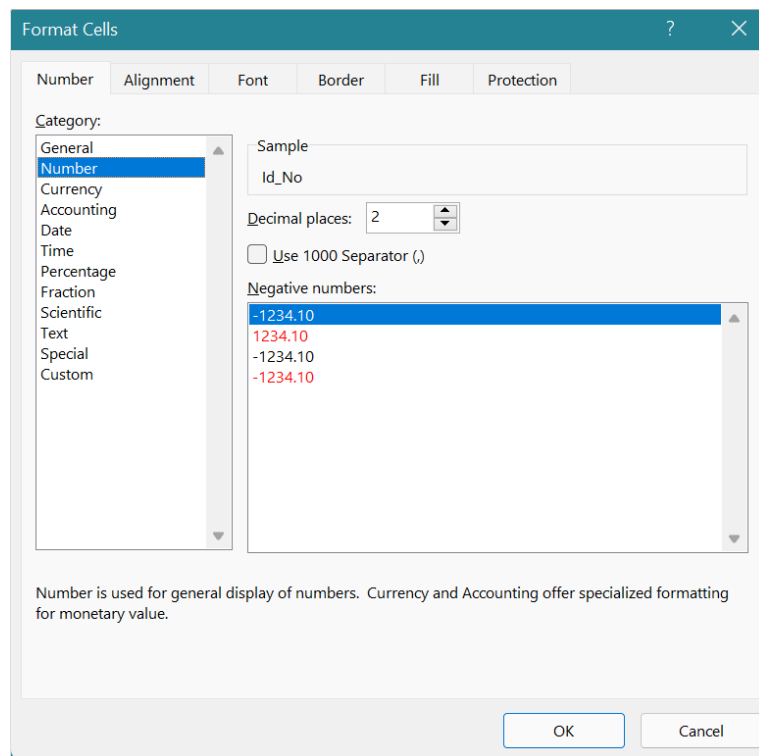 Format Cells ?
Number Alignment Font Border Fill Protection
Category:
General
Number
Currency
Accounting
Date
Time
Percentage
Fraction
Scientific
Text
Special
Custom
Sample
Id_No
Decimal places: 2
Use 1000 Separator (,)
Negative numbers:
-1234.10
1234.10
-1234.10
-1234.10
Number is used for general display of numbers.  Currency and Accounting offer specialized formatting
for monetary value.
OK Cancel